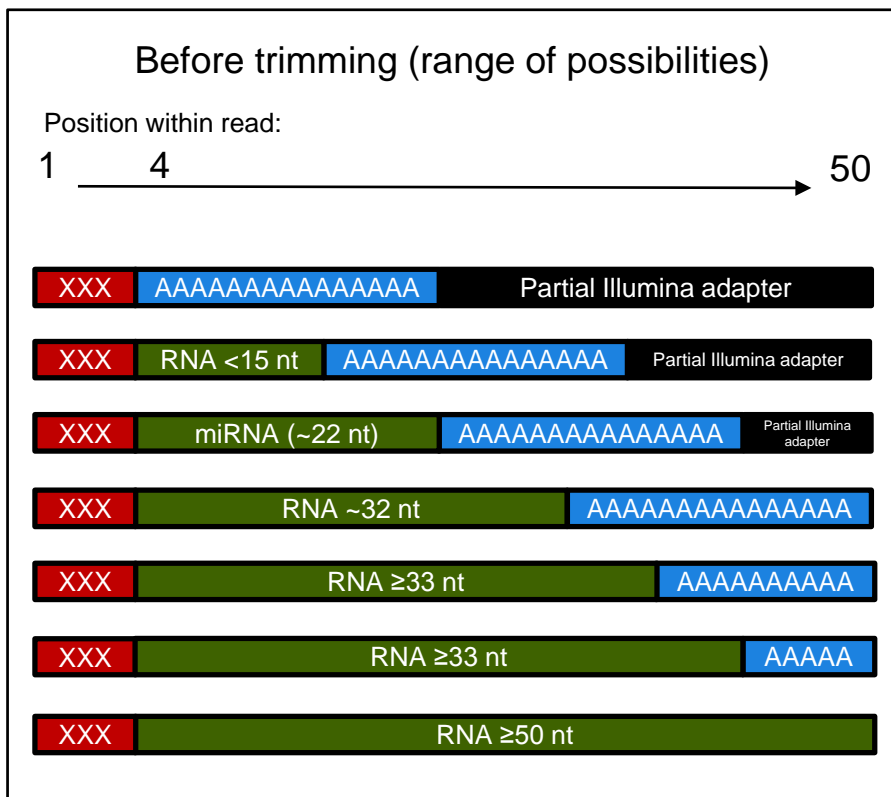 Before trimming (range of possibilities)
Position within read:
1 4 50
XXX AAAAAAAAAAAAAAA Partial Illumina adapter
XXX RNA <15 nt AAAAAAAAAAAAAAA Partial Illumina adapter
XXX miRNA (~22 nt) AAAAAAAAAAAAAAA Partial Illumina
adapter
XXX RNA ~32 nt AAAAAAAAAAAAAAA
XXX RNA ≥33 nt AAAAAAAAAA
XXX RNA ≥33 nt AAAAA
XXX RNA ≥50 nt